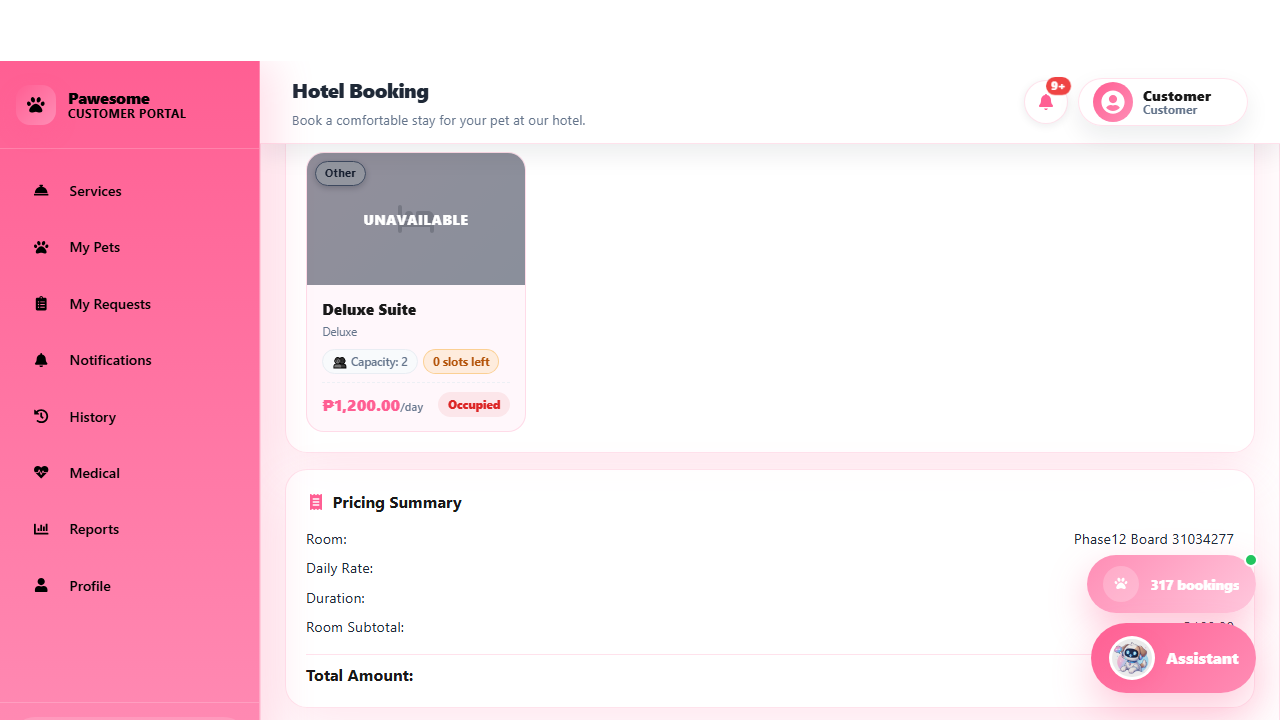 Pawesome
CUSTOMER PORTAL
Services
My Pets
My Requests
Notifications
History
Medical
Reports
Profile
Hotel Booking
Book a comfortable stay for your pet at our hotel.
9+
Customer
Customer
Other
UNAVAILABLE
Deluxe Suite
Deluxe
Capacity: 2
0 slots left
₱1,200.00/day
Occupied
Pricing Summary
Room:
Phase12 Board 31034277
Daily Rate:
Duration:
Room Subtotal:
Total Amount:
317 bookings
Assistant